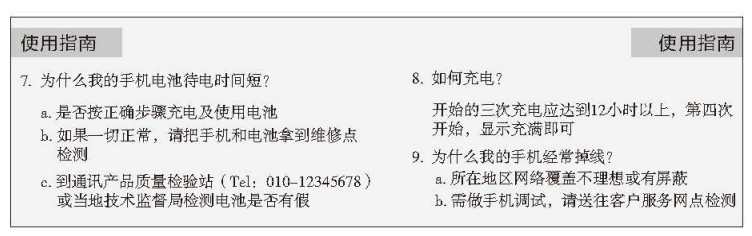 使用指南
7. 为什么我的手机电池待电时间短?
a. 是否按正确步骤充电及使用电池
b. 如果一切正常，请把手机和电池拿到维修点
检测
c. 到通讯产品质量检验站（Tel：010-12345678）
或当地技术监督局检测电池是否有假
使用指南
8. 如何充电?
开始的三次充电应达到12小时以上，第四次
开始，显示充满即可
9. 为什么我的手机经常掉线?
a. 所在地区网络覆盖不理想或有屏蔽
b. 需做手机调试，请送往客户服务网点检测